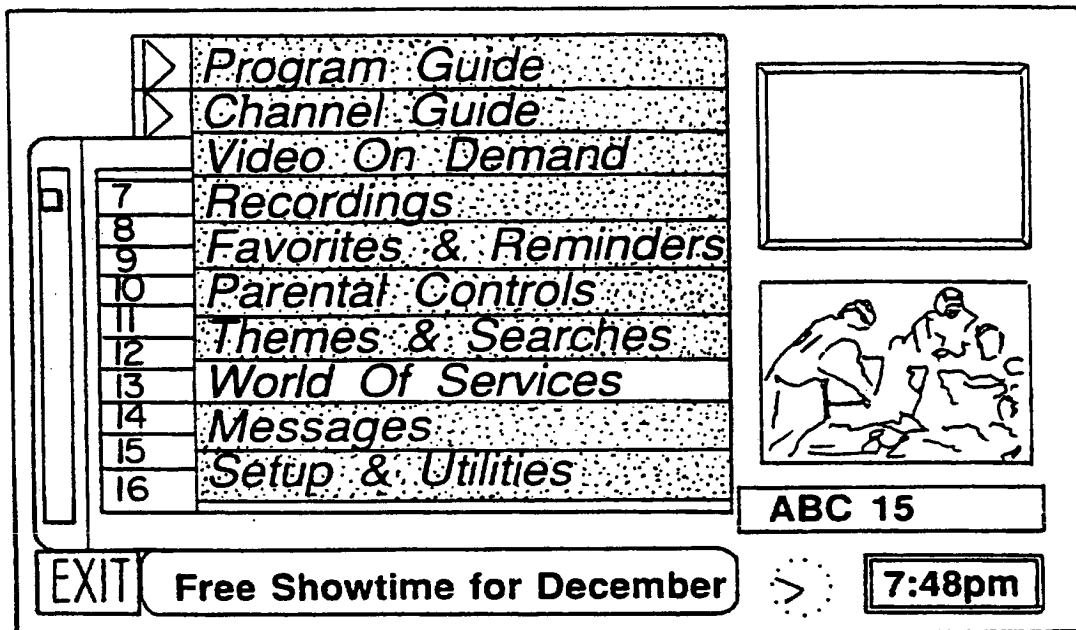 Program Guide
Channel Guide
Video On Demand
7 Recordings
8 Favorites & Reminders
9
10 Parental Controls
11 Themes & Searches
12
13 World Of Services
14 Messages
15 Setup & Utilities
16
ABC 15
EXIT Free Showtime for December > 7:48pm